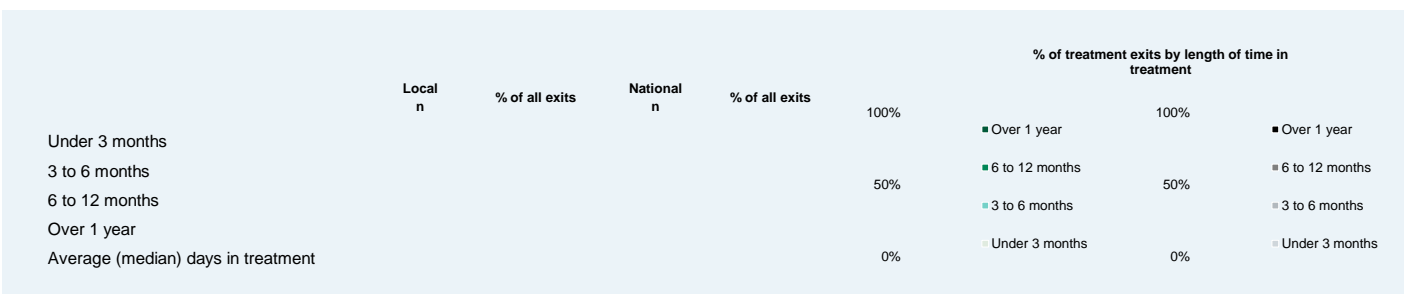 % of treatment exits by length of time in
treatment
Local
n
% of all exits
National
n
% of all exits
Under 3 months
3 to 6 months
6 to 12 months
Over 1 year
Average (median) days in treatment
100%
50%
0%
Over 1 year
6 to 12 months
3 to 6 months
Under 3 months
100%
50%
0%
Over 1 year
6 to 12 months
3 to 6 months
Under 3 months